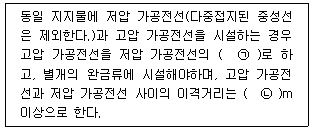 동일 지지물에 저압 가공전선(다중접지된 중성선
은 제외한다.)과 고압 가공전선을 시설하는 경우
고압 가공전선을 저압 가공전선의 ( ㉠ )로 하
고, 별개의 완금류에 시설해야하며, 고압 가공전
선과 저압 가공전선 사이의 이격거리는 ( ㉡ )m
이상으로 한다.